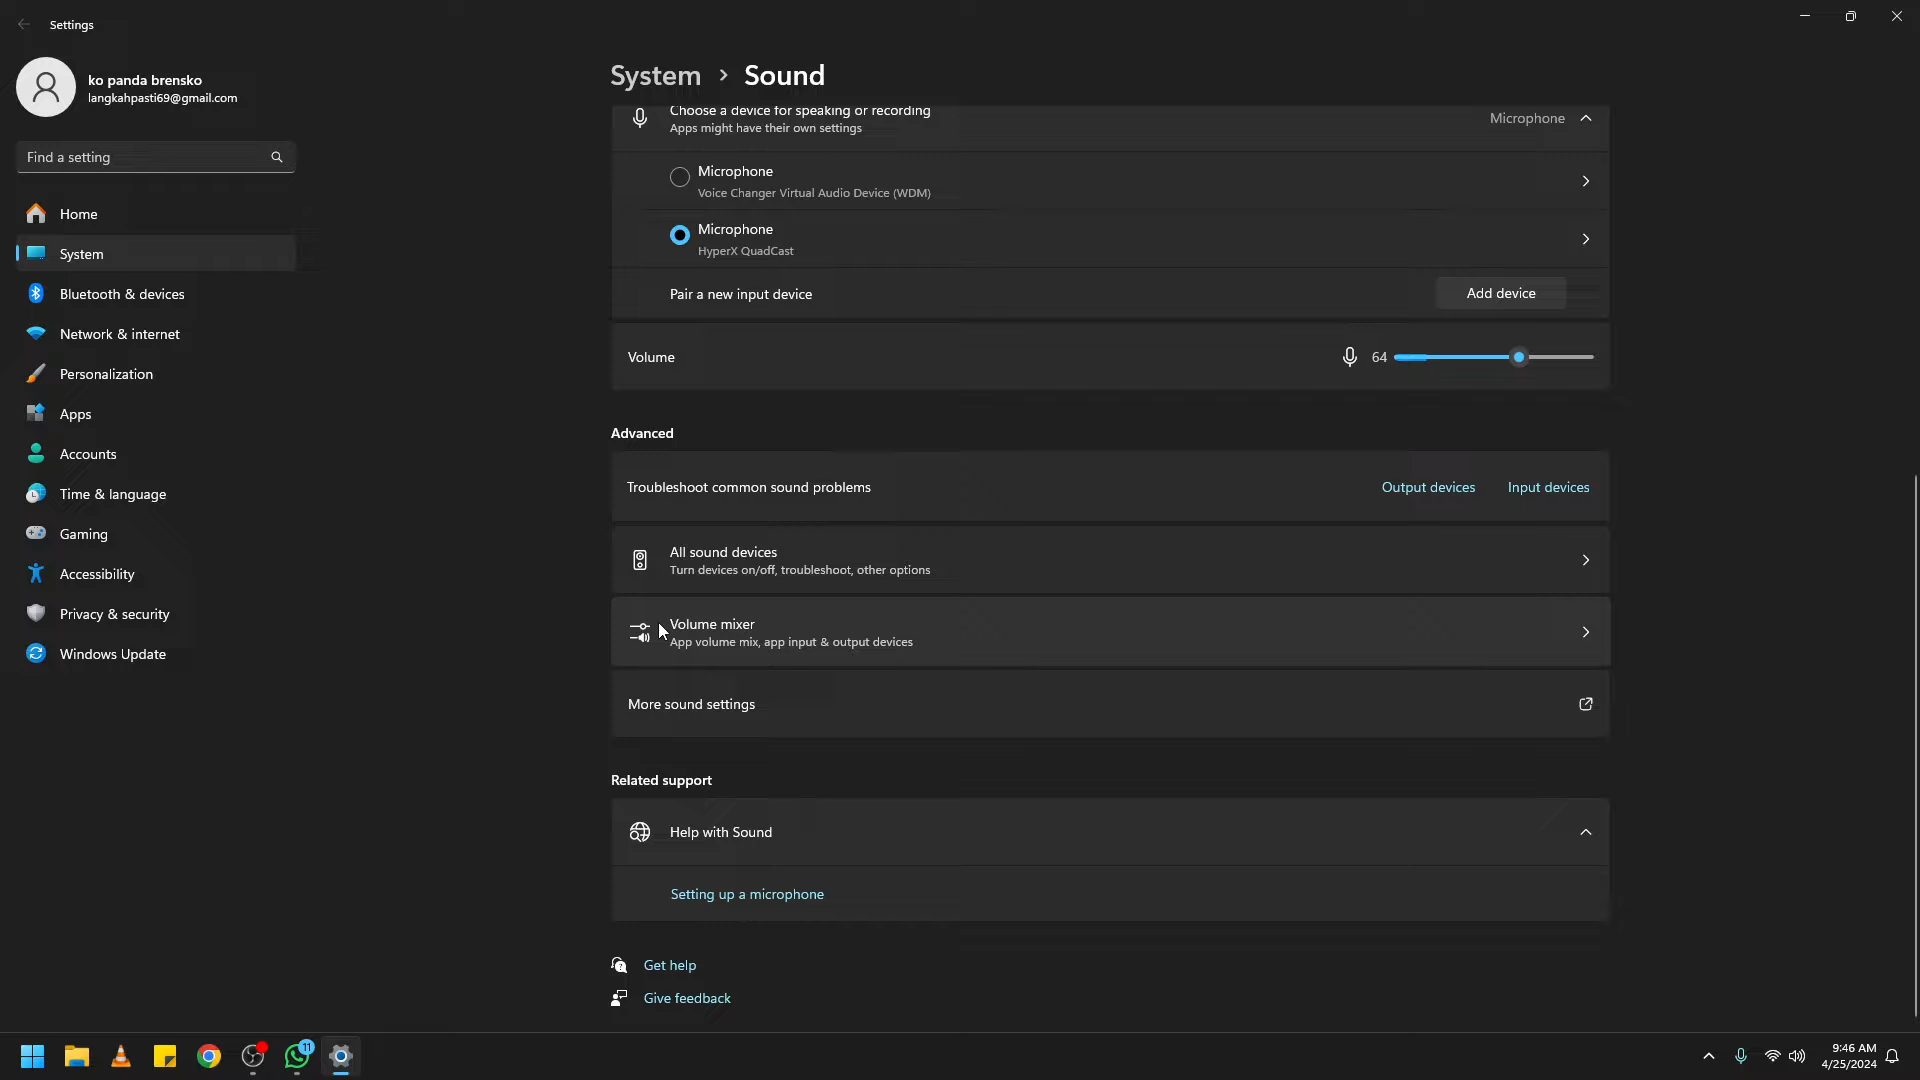 Settings
ko panda brensko
langkahpasti69@gmail.com
Find a setting
Home
System
Bluetooth & devices
Network & internet
Personalization
Apps
Accounts
Time & language
Gaming
Accessibility
Privacy & security
Windows Update
System > Sound
Choose a device for speaking or recording
Apps might have their own settings
Microphone
Microphone
Voice Changer Virtual Audio Device (WDM)
Microphone
HyperX QuadCast
Pair a new input device
Add device
Volume
64
Advanced
Troubleshoot common sound problems
Output devices
Input devices
All sound devices
Turn devices on/off, troubleshoot, other options
Volume mixer
App volume mix, app input & output devices
More sound settings
Related support
Help with Sound
Setting up a microphone
Get help
Give feedback
11
9:46 AM
4/25/2024